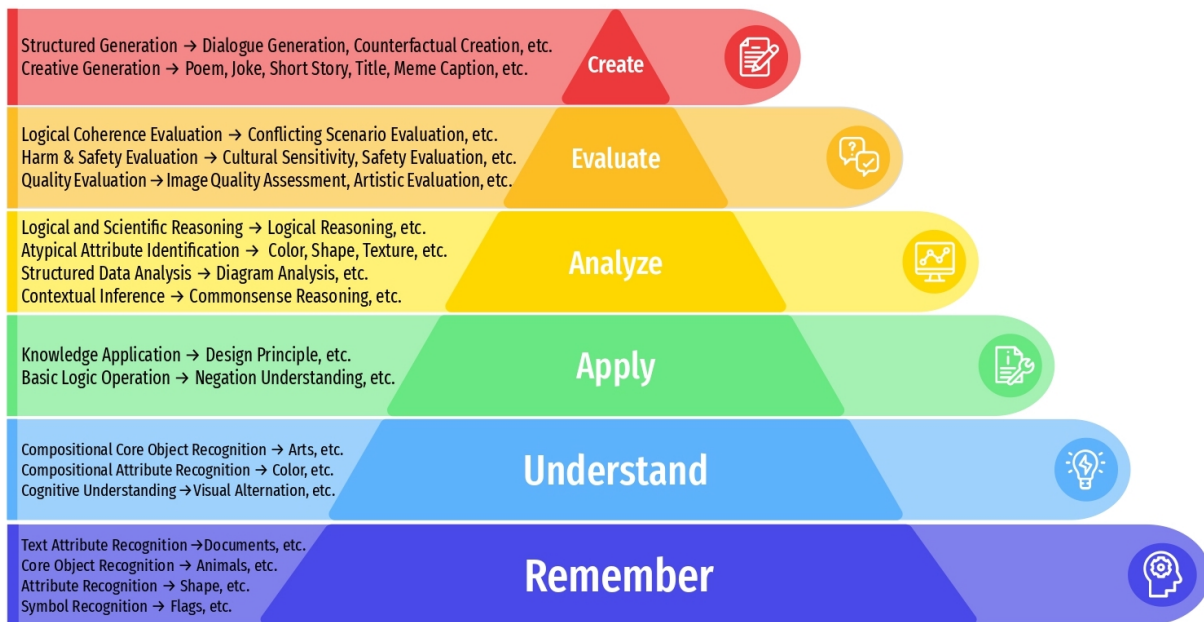 Structured Generation → Dialogue Generation, Counterfactual Creation, etc.
Creative Generation → Poem, Joke, Short Story, Title, Meme Caption, etc.
Create
Logical Coherence Evaluation → Conflicting Scenario Evaluation, etc.
Harm & Safety Evaluation → Cultural Sensitivity, Safety Evaluation, etc.
Quality Evaluation → Image Quality Assessment, Artistic Evaluation, etc.
Evaluate
Logical and Scientific Reasoning → Logical Reasoning, etc.
Atypical Attribute Identification → Color, Shape, Texture, etc.
Structured Data Analysis → Diagram Analysis, etc.
Contextual Inference → Commonsense Reasoning, etc.
Analyze
Knowledge Application → Design Principle, etc.
Basic Logic Operation → Negation Understanding, etc.
Apply
Compositional Core Object Recognition → Arts, etc.
Compositional Attribute Recognition → Color, etc.
Cognitive Understanding →Visual Alternation, etc.
Understand
Text Attribute Recognition →Documents, etc.
Core Object Recognition → Animals, etc.
Attribute Recognition → Shape, etc.
Symbol Recognition → Flags, etc.
Remember